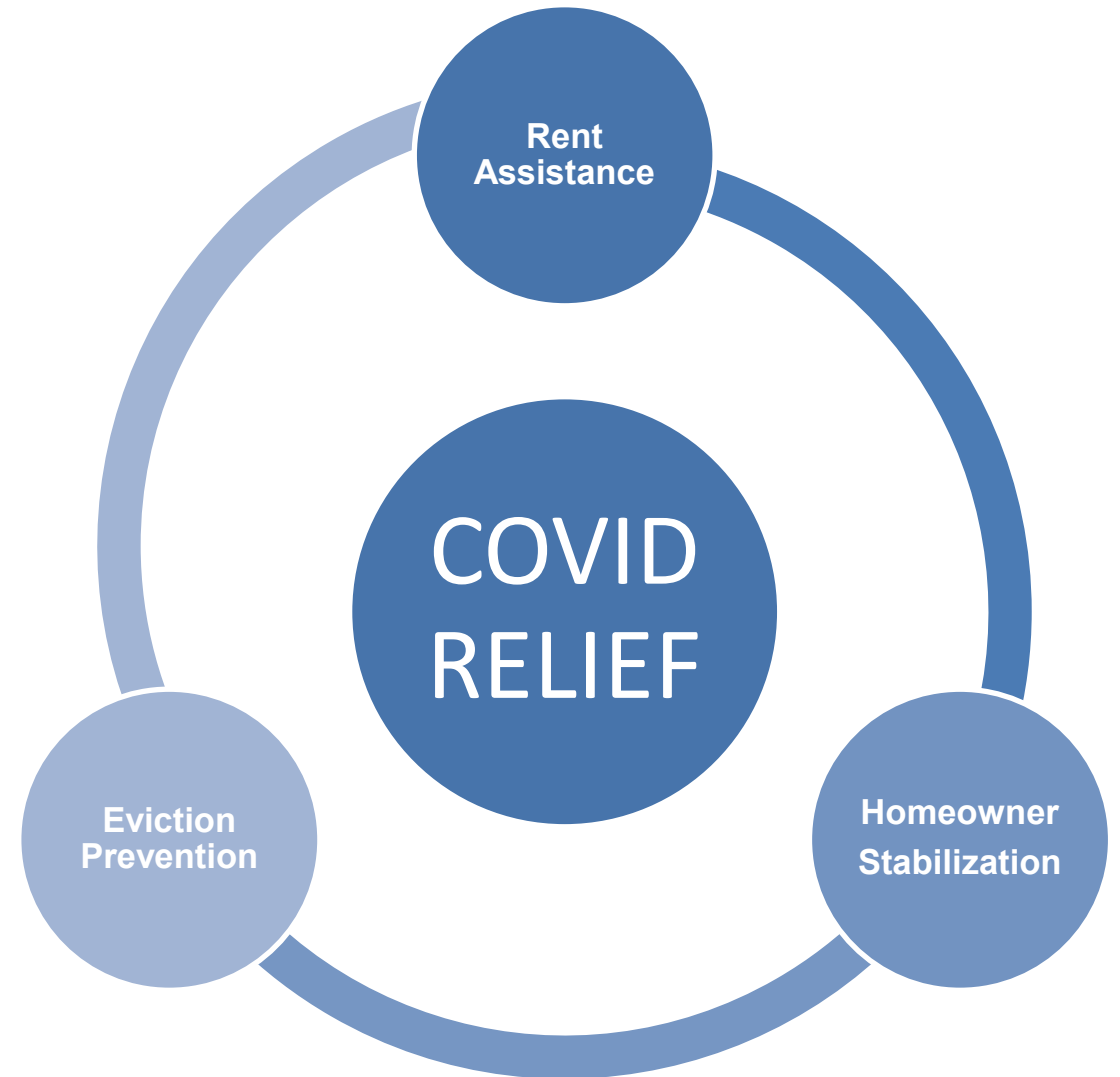 Rent
Assistance
COVID
RELIEF
Homeowner
Stabilization
Eviction
Prevention